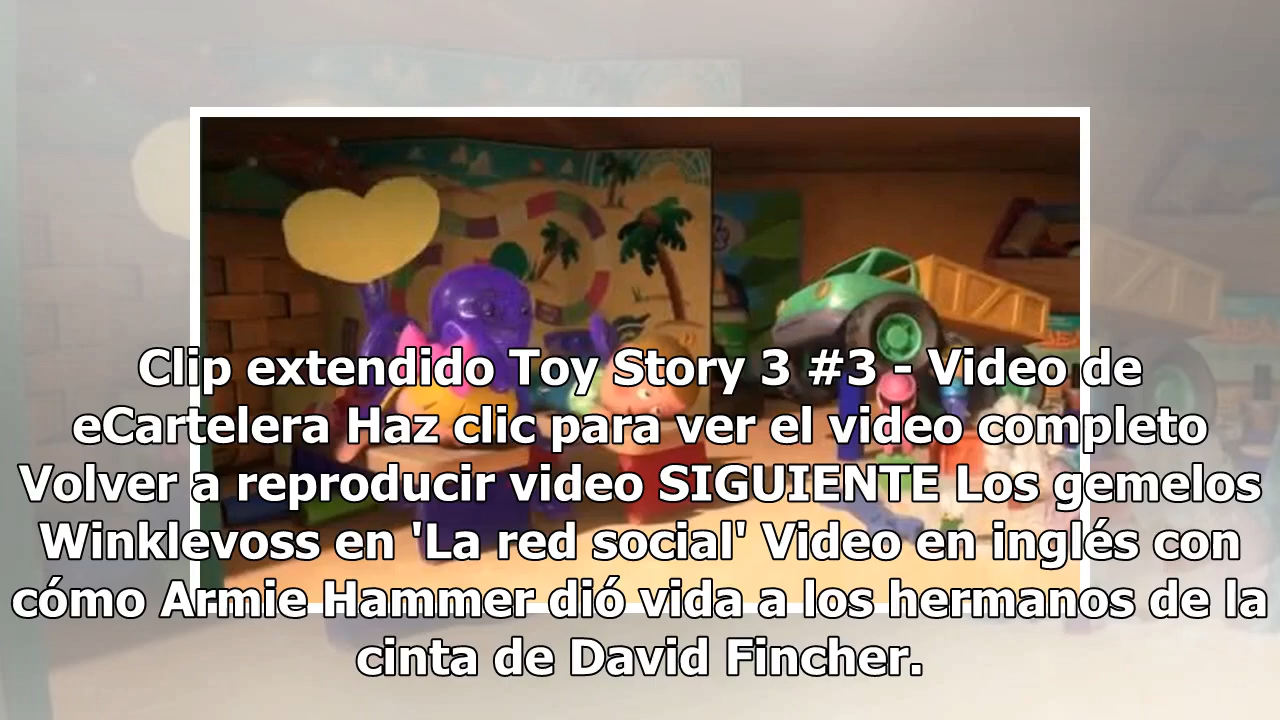 Clip extendido Toy Story 3 #3 - Video de
eCartelera Haz clic para ver el video completo
Volver a reproducir video SIGUIENTE Los gemelos
Winklevoss en 'La red social' Video en inglés con
cómo Armie Hammer dió vida a los hermanos de la
cinta de David Fincher.